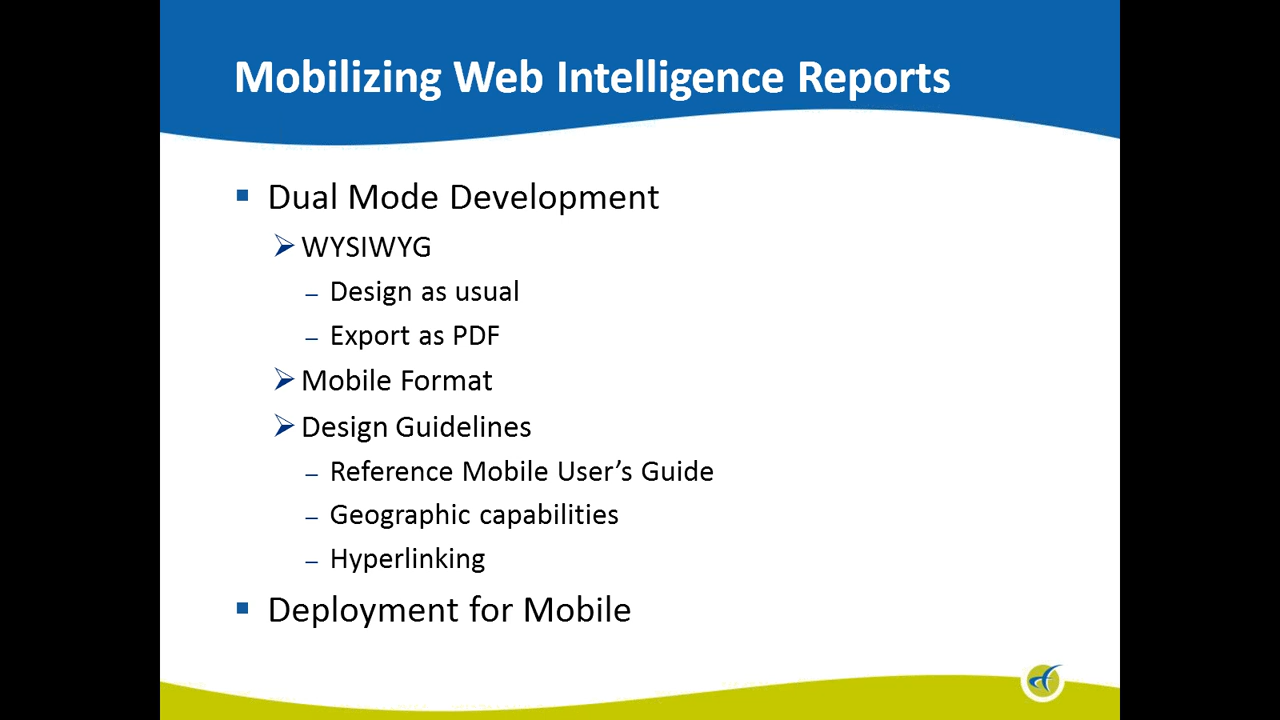 Mobilizing Web Intelligence Reports
Dual Mode Development
WYSIWYG
– Design as usual
– Export as PDF
Mobile Format
Design Guidelines
– Reference Mobile User’s Guide
– Geographic capabilities
– Hyperlinking
Deployment for Mobile